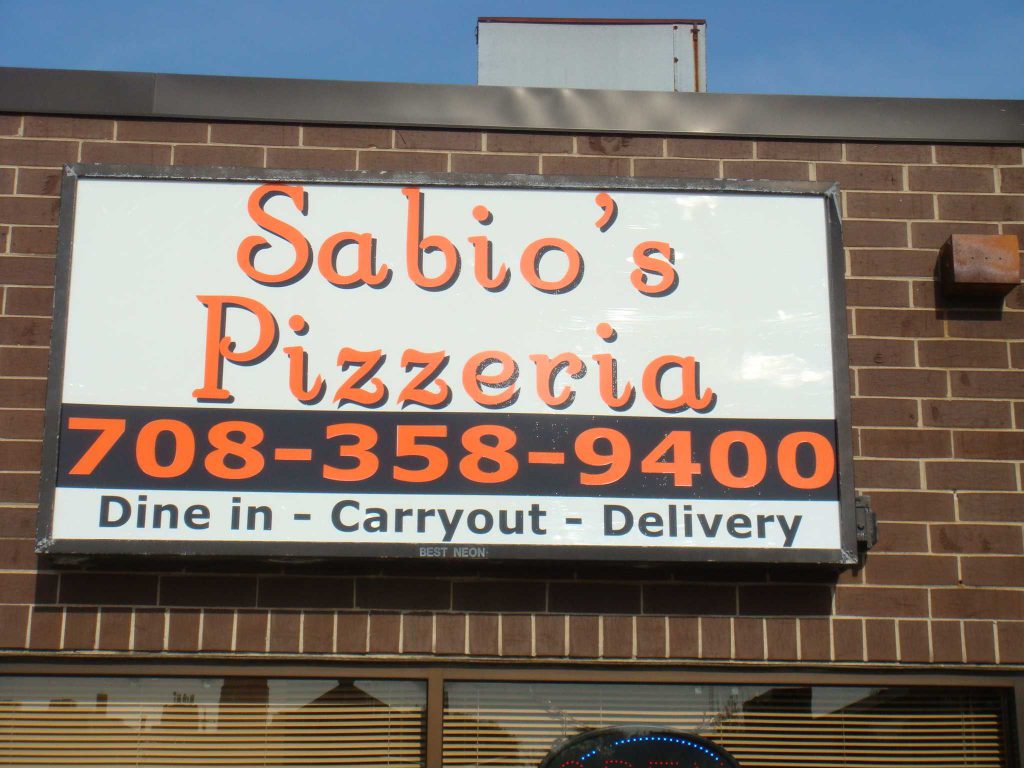 Sabio's
Pizzeria
708-358-9400
Dine in - Carryout - Delivery
BEST NEON